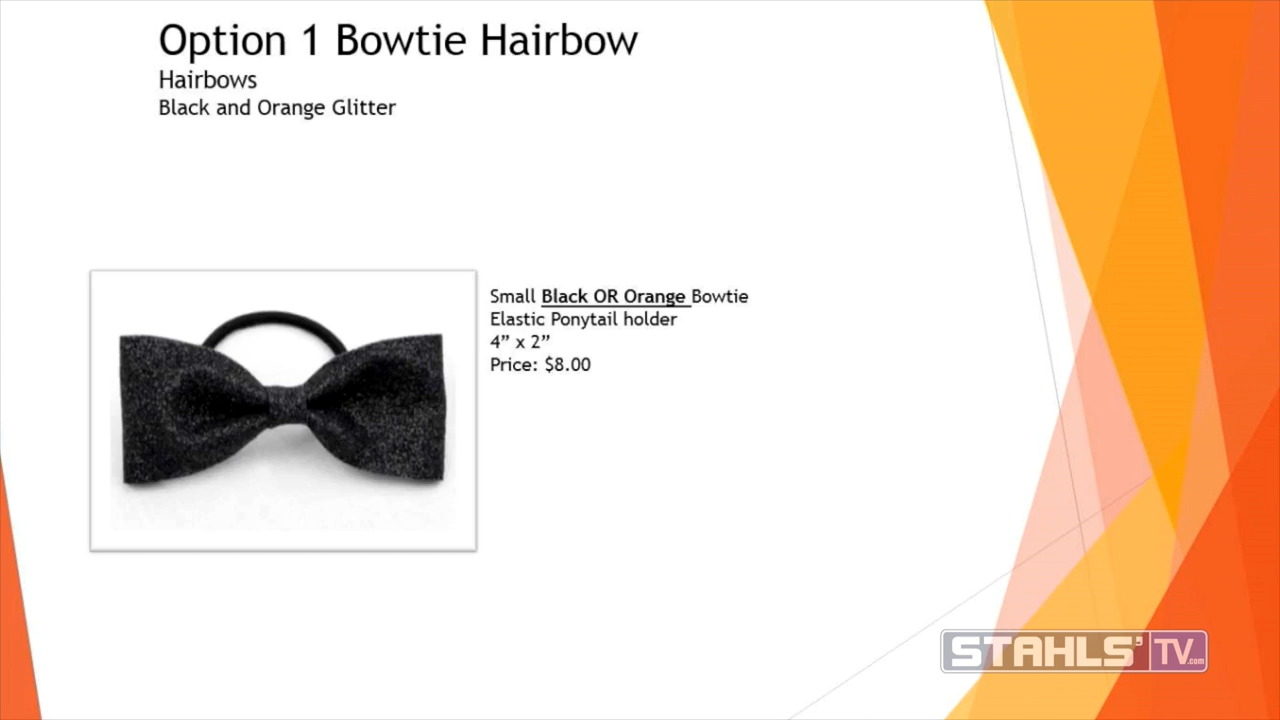 Option 1 Bowtie Hairbow
Hairbows
Black and Orange Glitter
Small Black OR Orange Bowtie
Elastic Ponytail holder
4” x 2”
Price: $8.00
STAHLS’ TV.com